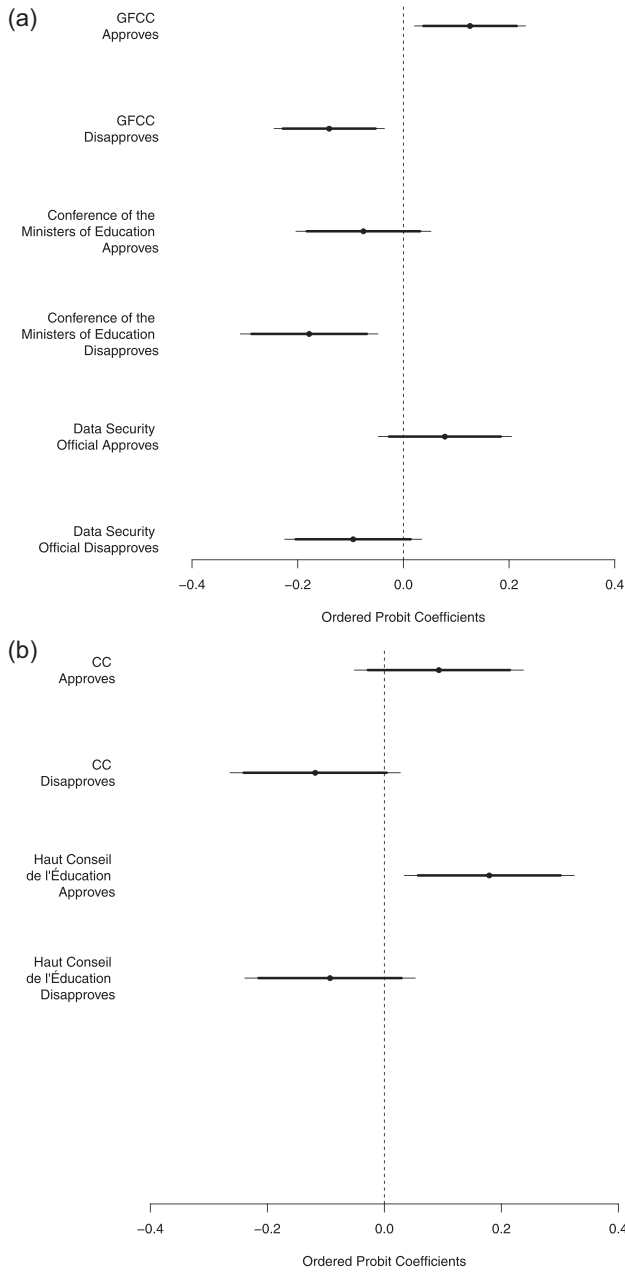 (a)
GFCC
Approves
GFCC
Disapproves
Conference of the
Ministers of Education
Approves
Conference of the
Ministers of Education
Disapproves
Data Security
Official Approves
Data Security
Official Disapproves
−0.4 −0.2 0.0 0.2 0.4
Ordered Probit Coefficients
(b)
CC
Approves
CC
Disapproves
Haut Conseil
de l'Éducation
Approves
Haut Conseil
de l'Éducation
Disapproves
−0.4 −0.2 0.0 0.2 0.4
Ordered Probit Coefficients